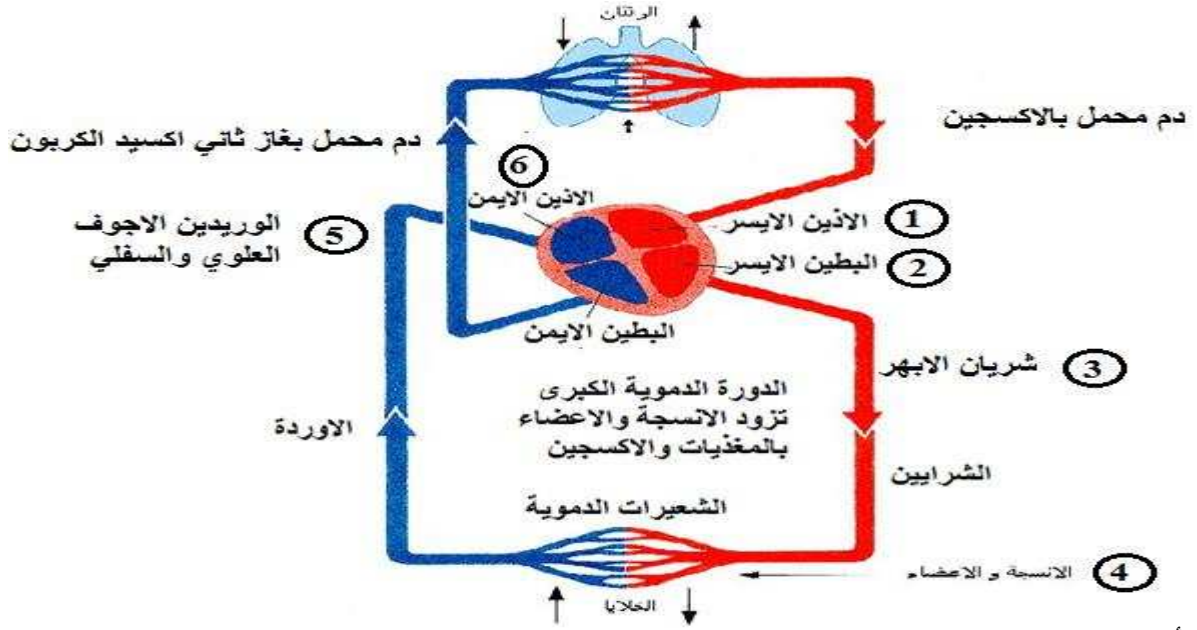 الرئتان
دم محمل بالاكسجين
دم محمل بغاز ثاني اكسيد الكربون
6
الاذين الايمن
1
الاذين الايسر
الوريدين الاجوف
العلوي والسفلي
5
البطين الايسر
2
البطين الايمن
شريان الابهر
3
الدورة الدموية الكبرى
تزود الانسجة والاعضاء
بالمغذيات والاكسجين
الاوردة
الشرايين
الشعيرات الدموية
الانسجة و الاعضاء
4
الخلايا